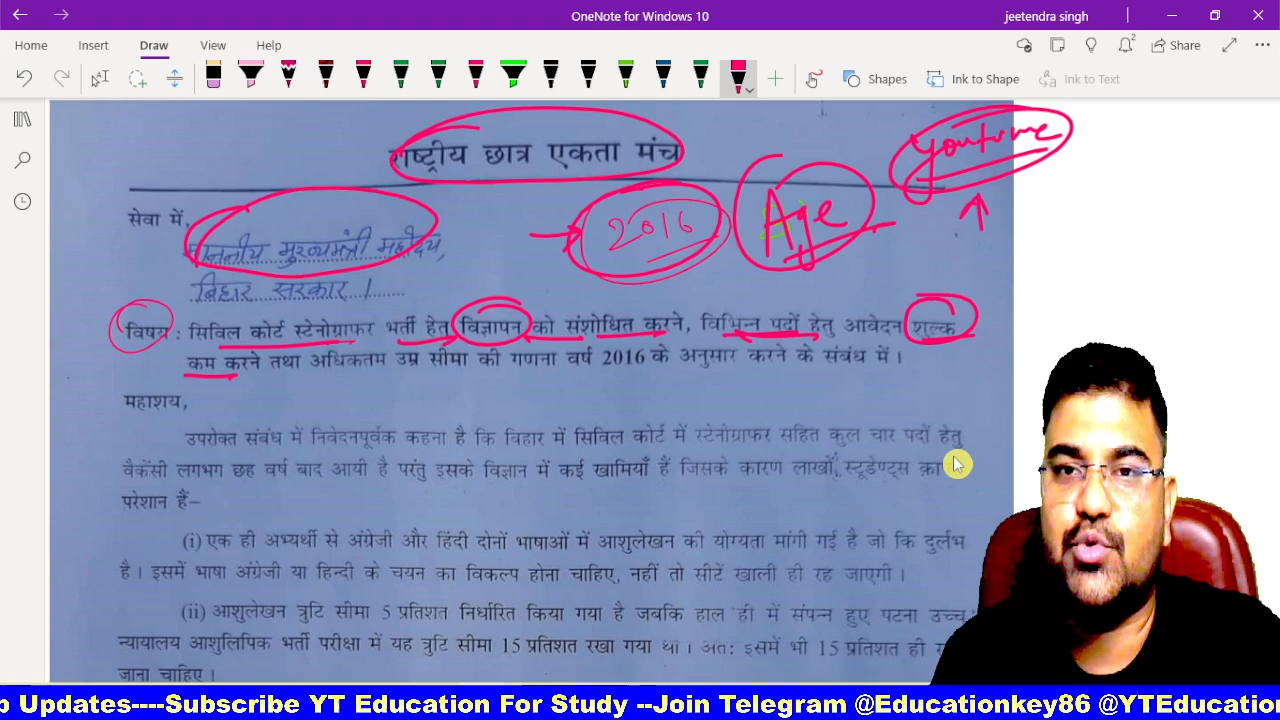 OneNote for Windows 10
jeetendra singh
Home Insert Draw View Help
Share
Shapes
Ink to Shape
Ink to Text
राष्ट्रीय छात्र एकता मंच
Age
2016
सेवा में,
माननीय मुख्यमंत्री महोदय,
बिहार सरकार ।
विषय : सिविल कोर्ट स्टेनोग्राफर भर्ती हेतु विज्ञापन को संशोधित करने, विभिन्न पदों हेतु आवेदन शुल्क
कम करने तथा अधिकतम उम्र सीमा की गणना वर्ष 2016 के अनुसार करने के संबंध में ।
महाशय,
उपरोक्त संबंध में निवेदनपूर्वक कहना है कि बिहार में सिविल कोर्ट में स्टेनोग्राफर सहित कुल चार पदों हेतु
वैकेंसी लगभग छह वर्ष बाद आयी है परंतु इसके विज्ञान में कई खामियाँ हैं जिसके कारण लाखों स्टूडेण्ट्स
परेशान हैं–
(i) एक ही अभ्यर्थी से अंग्रेजी और हिंदी दोनों भाषाओं में आशुलेखन की योग्यता मांगी गई है जो कि दुर्लभ
है । इसमें भाषा अंग्रेजी या हिन्दी के चयन का विकल्प होना चाहिए, नहीं तो सीटें खाली ही रह जाएगी ।
(ii) आशुलेखन त्रुटि सीमा 5 प्रतिशत निर्धारित किया गया है जबकि हाल ही में संपन्न हुए पटना उच्च
न्यायालय आशुलिपिक भर्ती परीक्षा में यह त्रुटि सीमा 15 प्रतिशत रखा गया था । अतः इसमें भी 15 प्रतिशत ही
जाना चाहिए ।
Updates----Subscribe YT Education For Study --Join Telegram @Educationkey86 @YTEducatio